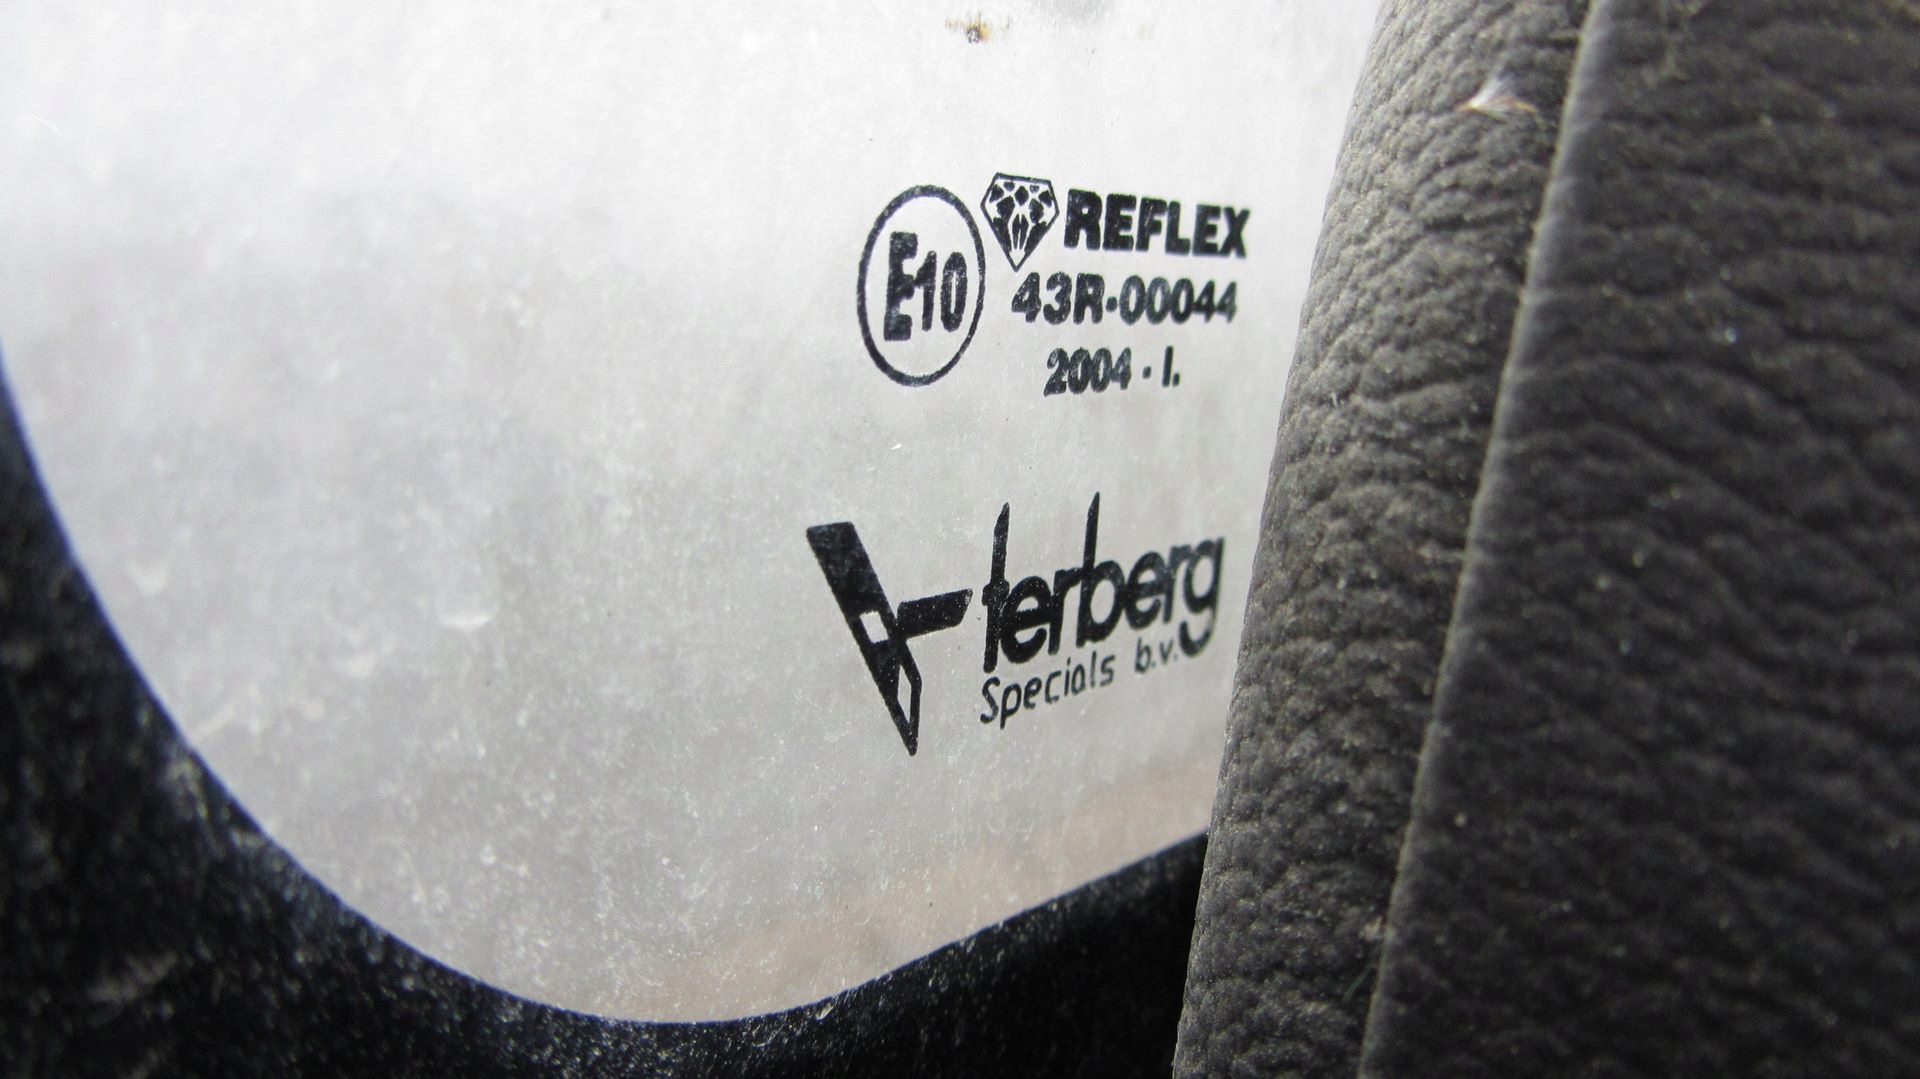 E10
REFLEX
43R-00044
2004 · I.
terberg
Specials b.v.